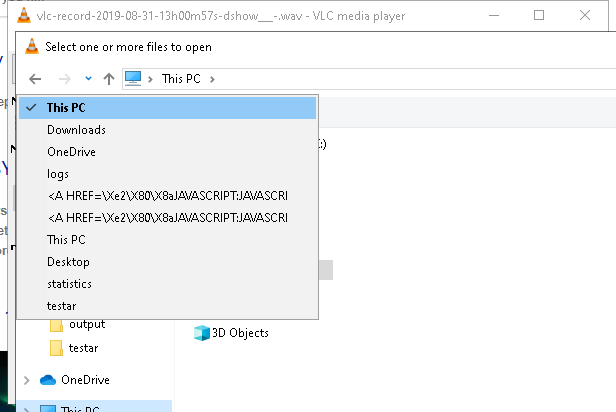 vlc-record-2019-08-31-13h00m57s-dshow___-.wav - VLC media player
Select one or more files to open
This PC
This PC
Downloads
OneDrive
logs
<A HREF=\Xe2\X80\X8aJAVASCRIPT:JAVASCRI
<A HREF=\Xe2\X80\X8aJAVASCRIPT:JAVASCRI
This PC
Desktop
statistics
testar
output
3D Objects
testar
OneDrive
This PC